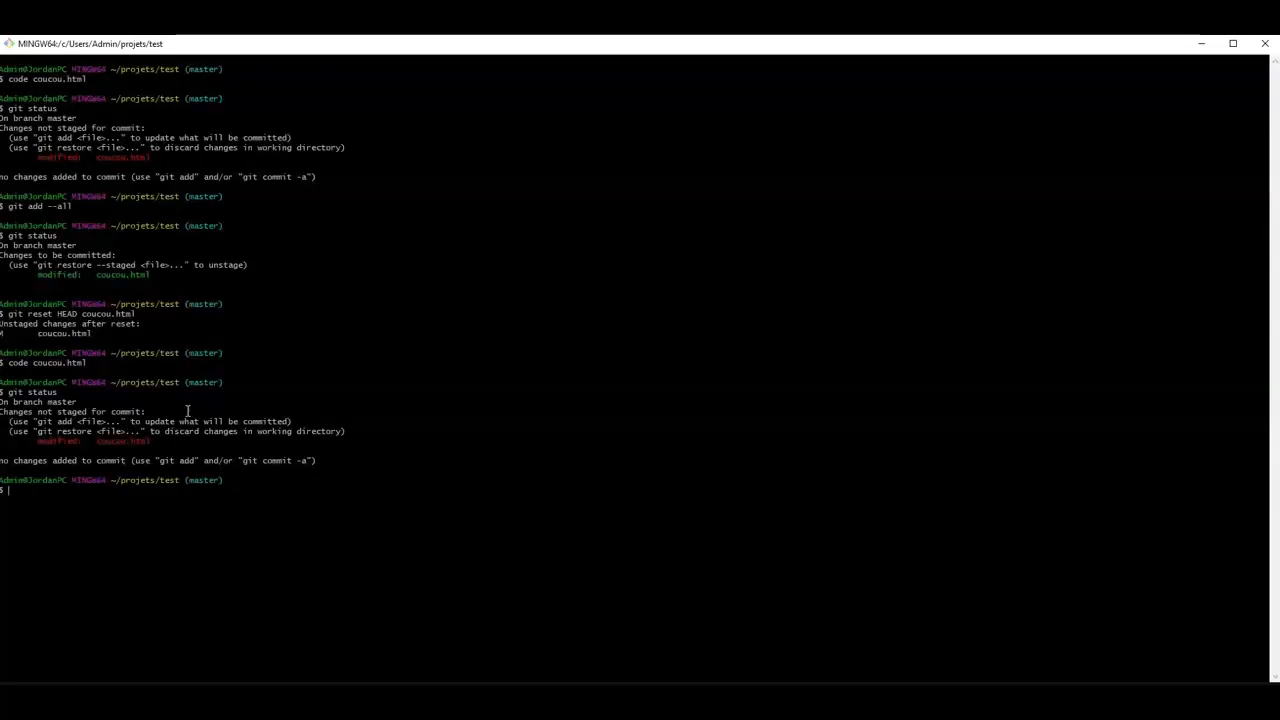 MINGW64:/c/Users/Admin/projets/test
Admin@JordanPC MINGW64 ~/projets/test (master)
$ code coucou.html
Admin@JordanPC MINGW64 ~/projets/test (master)
$ git status
On branch master
Changes not staged for commit:
(use "git add <file>..." to update what will be committed)
(use "git restore <file>..." to discard changes in working directory)
modified: coucou.html
no changes added to commit (use "git add" and/or "git commit -a")
Admin@JordanPC MINGW64 ~/projets/test (master)
$ git add --all
Admin@JordanPC MINGW64 ~/projets/test (master)
$ git status
On branch master
Changes to be committed:
(use "git restore --staged <file>..." to unstage)
modified: coucou.html
Admin@JordanPC MINGW64 ~/projets/test (master)
$ git reset HEAD coucou.html
Unstaged changes after reset:
M coucou.html
Admin@JordanPC MINGW64 ~/projets/test (master)
$ code coucou.html
Admin@JordanPC MINGW64 ~/projets/test (master)
$ git status
On branch master
Changes not staged for commit:
(use "git add <file>..." to update what will be committed)
(use "git restore <file>..." to discard changes in working directory)
modified: coucou.html
no changes added to commit (use "git add" and/or "git commit -a")
Admin@JordanPC MINGW64 ~/projets/test (master)
$